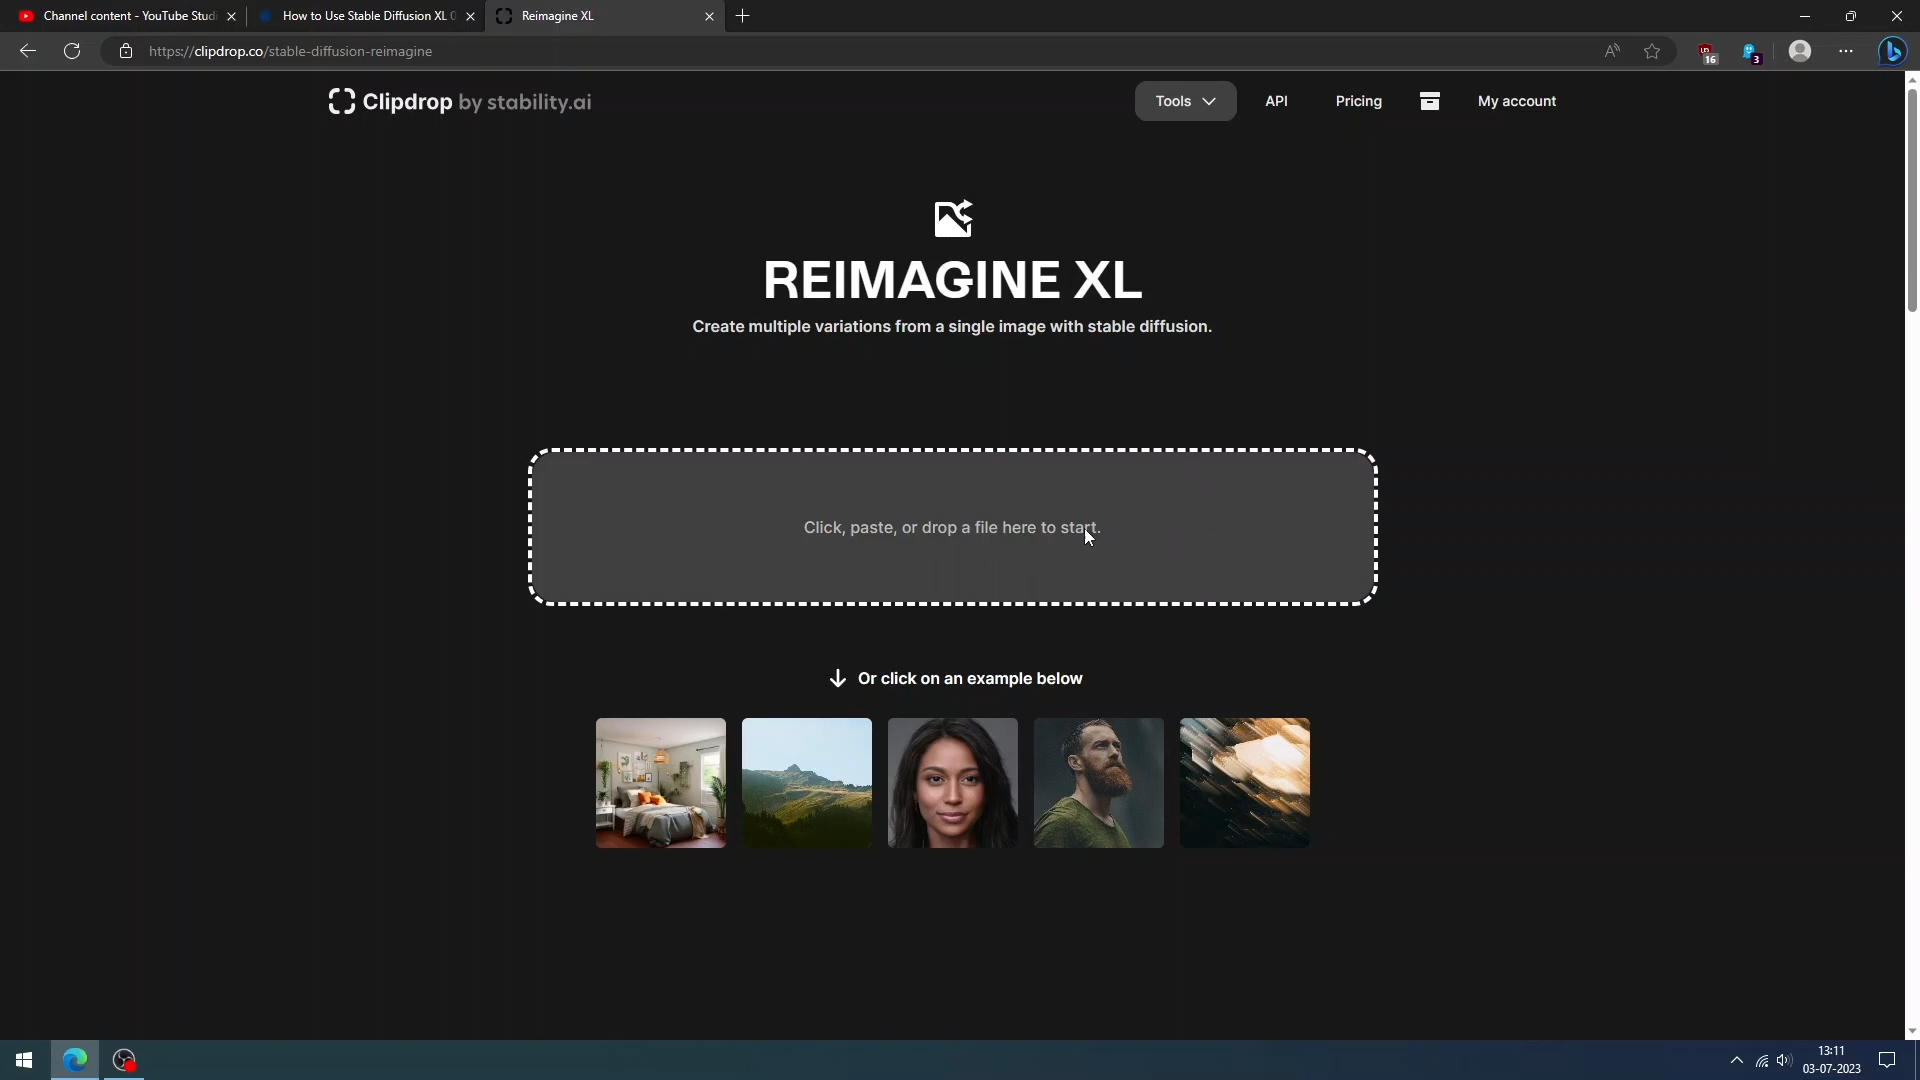 Channel content - YouTube Studi
How to Use Stable Diffusion XL 0
Reimagine XL
https://clipdrop.co/stable-diffusion-reimagine
16
3
Clipdrop by stability.ai
Tools
API
Pricing
My account
REIMAGINE XL
Create multiple variations from a single image with stable diffusion.
Click, paste, or drop a file here to start.
Or click on an example below
13:11
03-07-2023